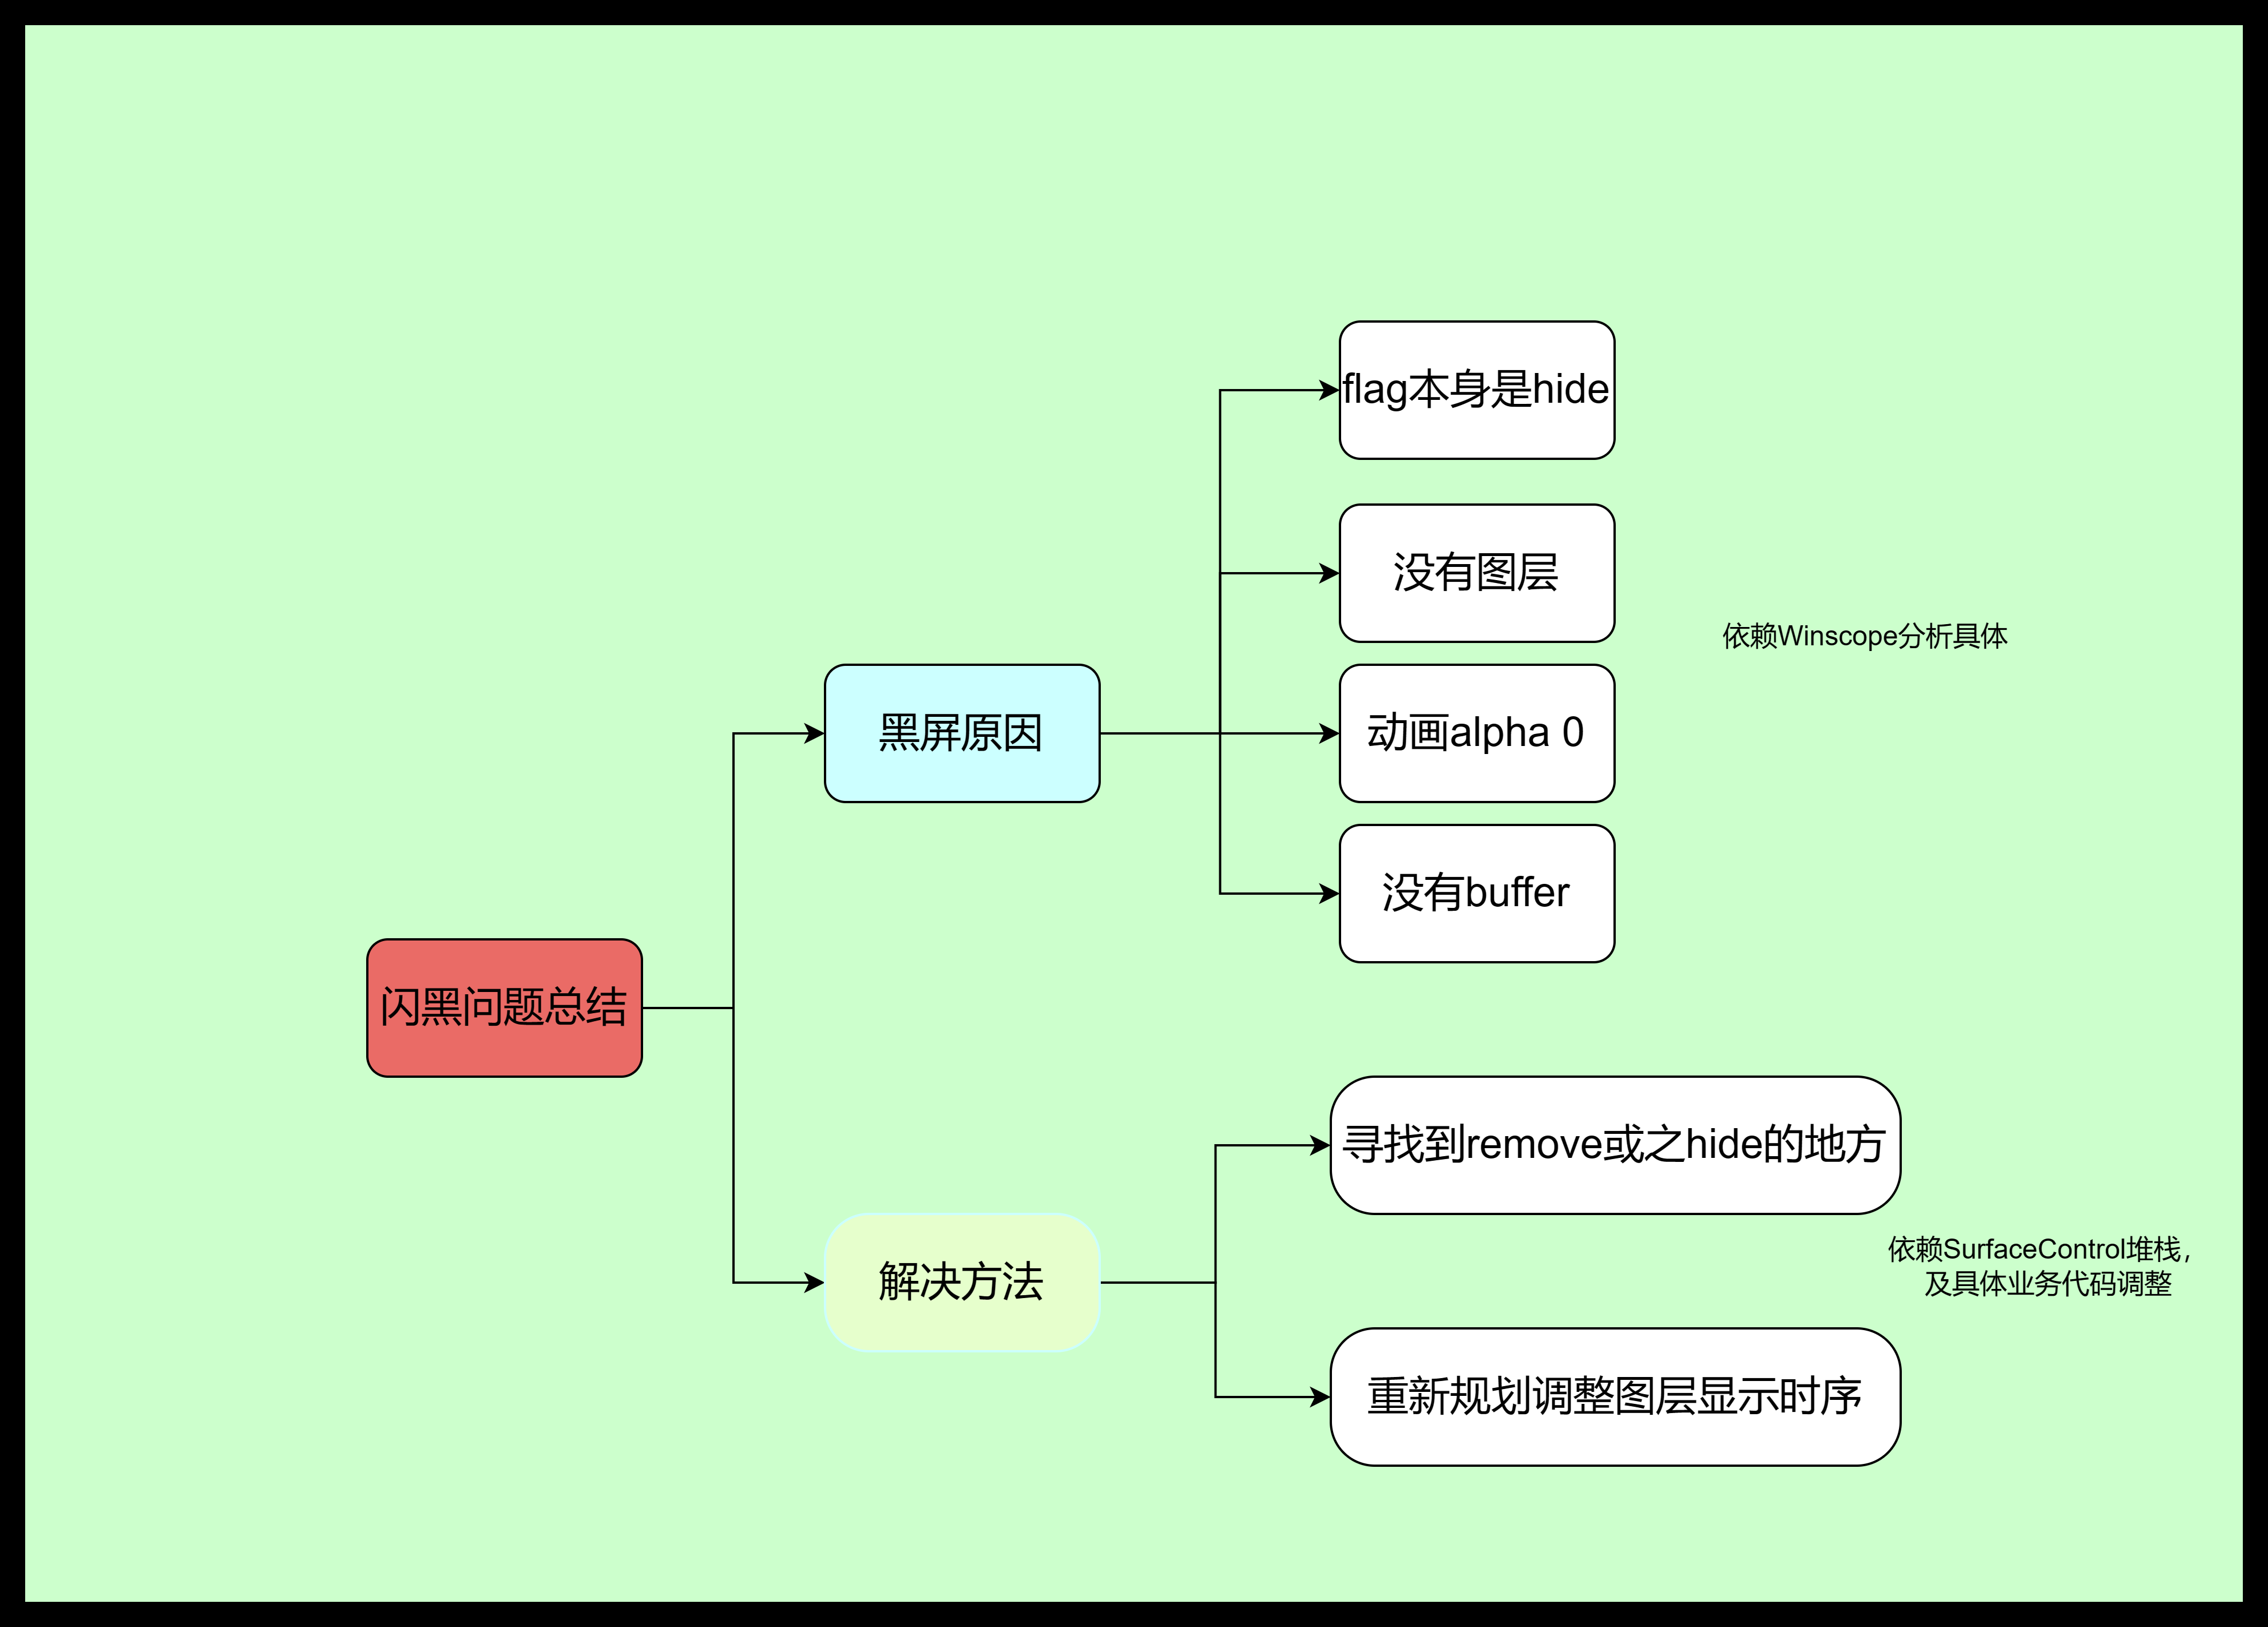 flag本身是hide
没有图层
依赖Winscope分析具体
黑屏原因
动画alpha 0
没有buffer
闪黑问题总结
寻找到remove或之hide的地方
依赖SurfaceControl堆栈，
及具体业务代码调整
解决方法
重新规划调整图层显示时序